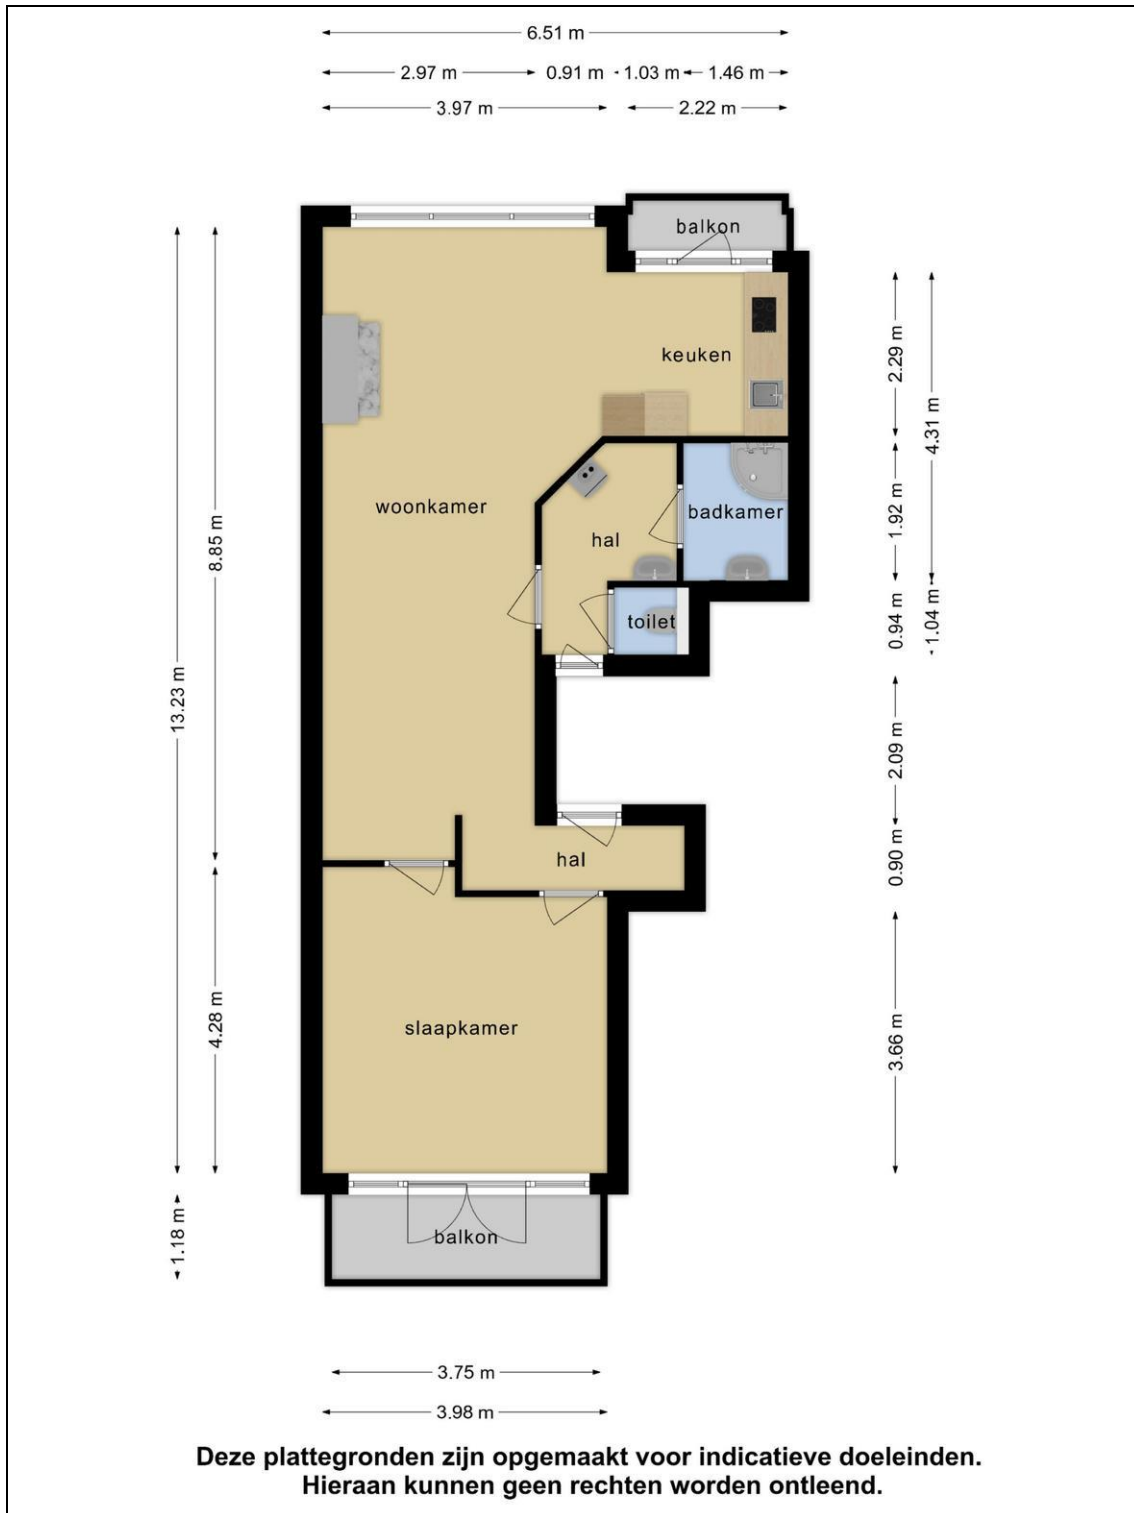 6.51 m
2.97 m 0.91 m 1.03 m 1.46 m
3.97 m 2.22 m
balkon
keuken
2.29 m
4.31 m
woonkamer
badkamer
1.92 m
hal
8.85 m
toilet
0.94 m
1.04 m
13.23 m
2.09 m
hal
0.90 m
slaapkamer
4.28 m
3.66 m
balkon
1.18 m
3.75 m
3.98 m
Deze plattegronden zijn opgemaakt voor indicatieve doeleinden.
Hieraan kunnen geen rechten worden ontleend.